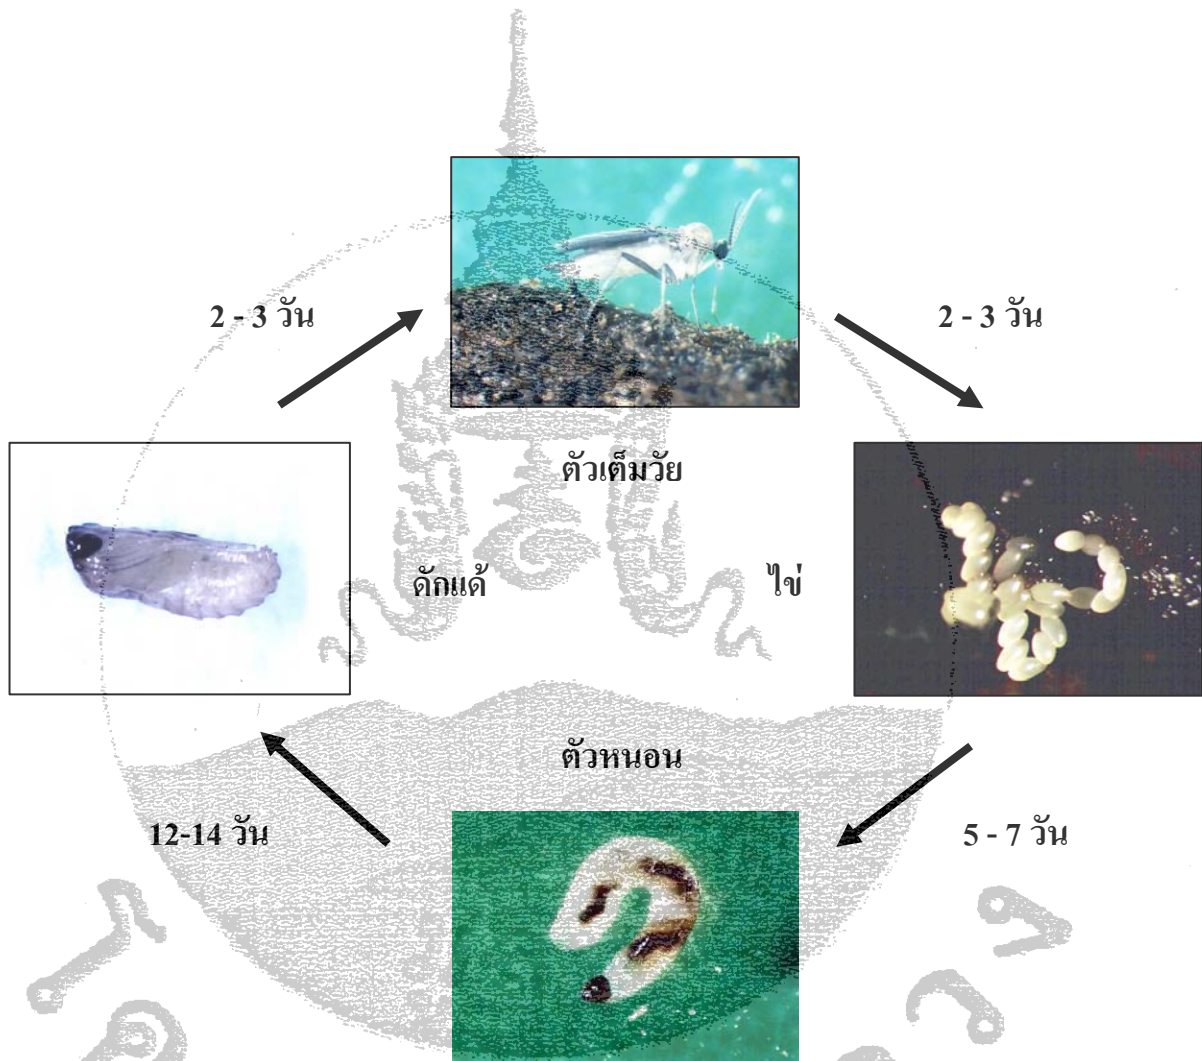 2 - 3 วัน
2 - 3 วัน
ตัวเต็มวัย
ดักแด้
ไข่
ตัวหนอน
12-14 วัน
5 - 7 วัน